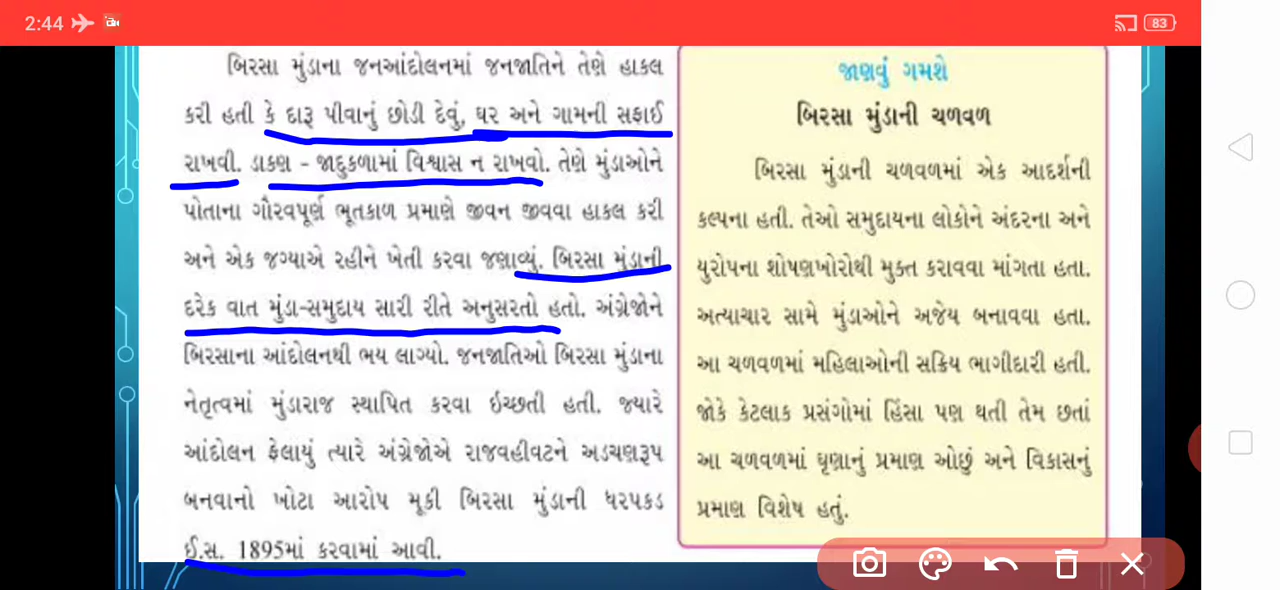 2:44
83
બિરસા મુંડાના જનઆંદોલનમાં જનજાતિને તેણે હાકલ
કરી હતી કે દારૂ પીવાનું છોડી દેવું, ઘર અને ગામની સફાઈ
રાખવી. ડાકણ - જાદુકળામાં વિશ્વાસ ન રાખવો. તેણે મુંડાઓને
પોતાના ગૌરવપૂર્ણ ભૂતકાળ પ્રમાણે જીવન જીવવા હાકલ કરી
અને એક જગ્યાએ રહીને ખેતી કરવા જણાવ્યું. બિરસા મુંડાની
દરેક વાત મુંડા-સમુદાય સારી રીતે અનુસરતો હતો. અંગ્રેજોને
બિરસાના આંદોલનથી ભય લાગ્યો. જનજાતિઓ બિરસા મુંડાના
નેતૃત્વમાં મુંડારાજ સ્થાપિત કરવા ઇચ્છતી હતી. જ્યારે
આંદોલન ફેલાયું ત્યારે અંગ્રેજોએ રાજવહીવટને અડચણરૂપ
બનવાનો ખોટા આરોપ મૂકી બિરસા મુંડાની ધરપકડ
ઈ.સ. 1895માં કરવામાં આવી.
જાણવું ગમશે
બિરસા મુંડાની ચળવળ
બિરસા મુંડાની ચળવળમાં એક આદર્શની
કલ્પના હતી. તેઓ સમુદાયના લોકોને અંદરના અને
યુરોપના શોષણખોરોથી મુક્ત કરાવવા માંગતા હતા.
અત્યાચાર સામે મુંડાઓને અજેય બનાવવા હતા.
આ ચળવળમાં મહિલાઓની સક્રિય ભાગીદારી હતી.
જોકે કેટલાક પ્રસંગોમાં હિંસા પણ થતી તેમ છતાં
આ ચળવળમાં ઘૃણાનું પ્રમાણ ઓછું અને વિકાસનું
પ્રમાણ વિશેષ હતું.